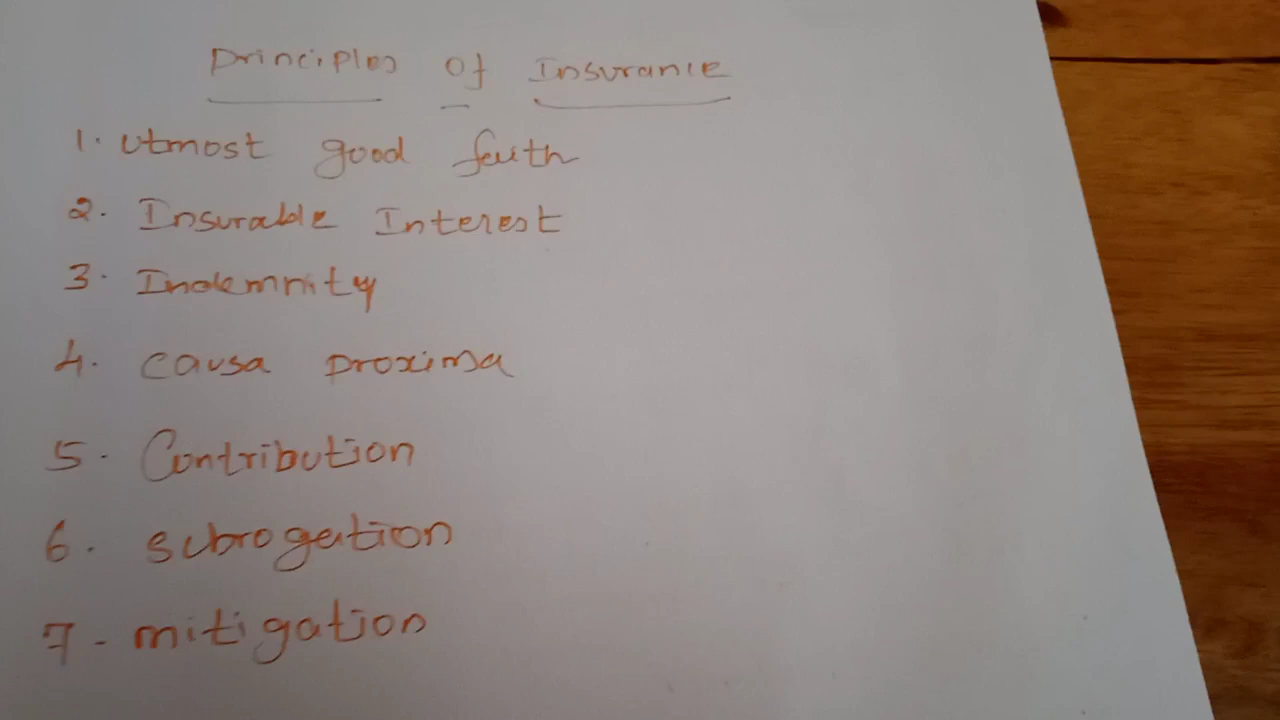 Principles of Insurance
1. Utmost good faith
2. Insurable Interest
3. Indemnity
4. causa proxima
5. Contribution
6. subrogation
7- mitigation